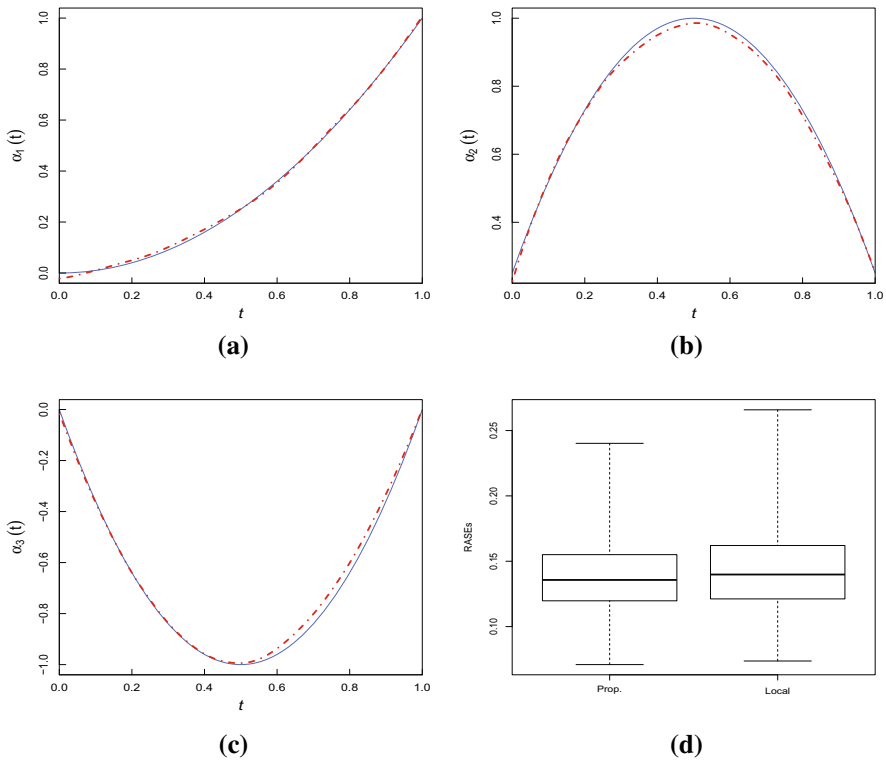 α1 (t)
0.0 0.2 0.4 0.6 0.8 1.0
0.0 0.2 0.4 0.6 0.8 1.0
t
(a)
α2 (t)
0.4 0.6 0.8 1.0
0.0 0.2 0.4 0.6 0.8 1.0
t
(b)
α3 (t)
−1.0 −0.8 −0.6 −0.4 −0.2 0.0
0.0 0.2 0.4 0.6 0.8 1.0
t
(c)
RASEs
0.10 0.15 0.20 0.25
Prop. Local
(d)